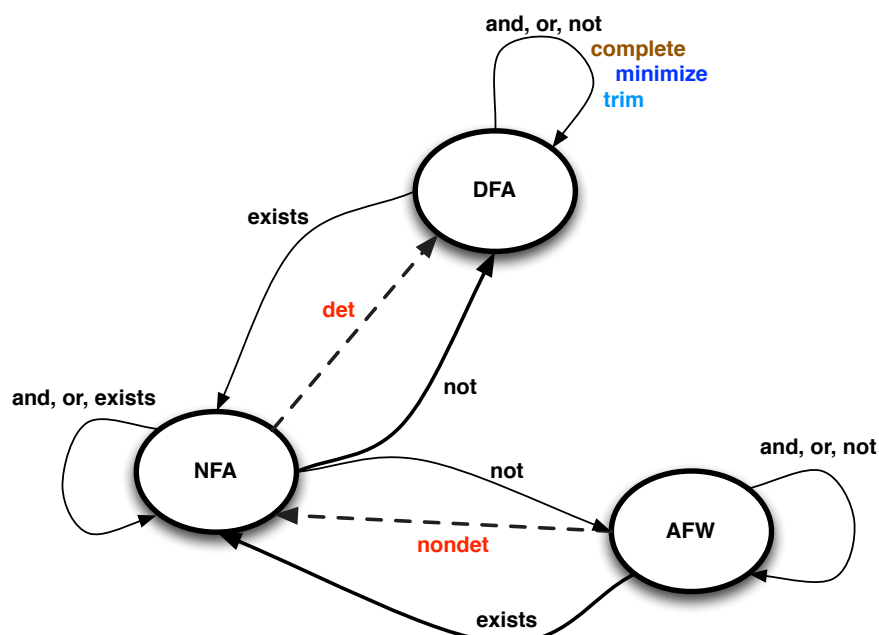 and, or, not
complete
minimize
trim
DFA
exists
det
not
and, or, exists
NFA
not
and, or, not
AFW
nondet
exists